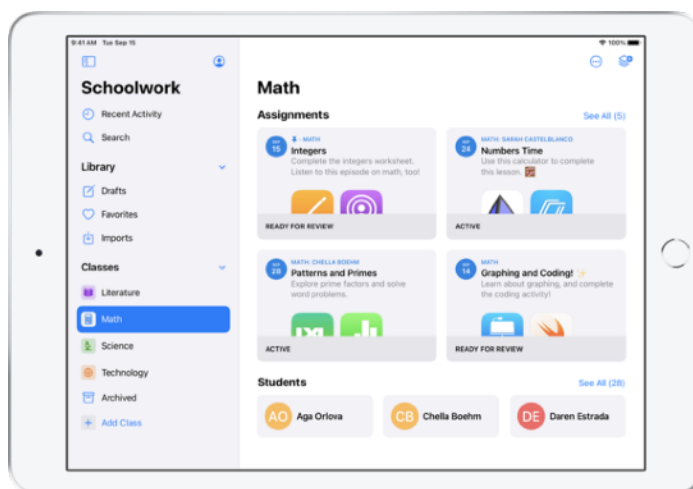 9:41 AM Tue Sep 15
100%
Schoolwork
Recent Activity
Search
Library
Drafts
Favorites
Imports
Classes
Literature
Math
Science
Technology
Archived
Add Class
Math
Assignments
See All (5)
SEP
15
- MATH
Integers
Complete the integers worksheet.
Listen to this episode on math, too!
READY FOR REVIEW
SEP
24
MATH: SARAH CASTELBLANCO
Numbers Time
Use this calculator to complete
this lesson.
ACTIVE
SEP
28
MATH: CHELLA BOEHM
Patterns and Primes
Explore prime factors and solve
word problems.
ACTIVE
SEP
14
MATH
Graphing and Coding!
Learn about graphing, and complete
the coding activity!
READY FOR REVIEW
Students
See All (28)
AO
Aga Orlova
CB
Chella Boehm
DE
Daren Estrada